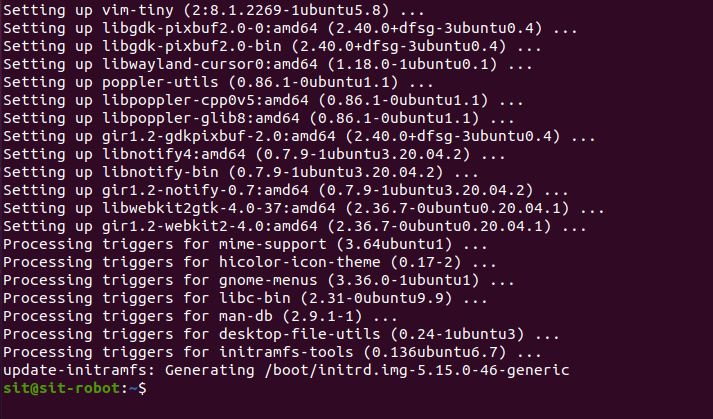 Setting up vim-tiny (2:8.1.2269-1ubuntu5.8) ...
Setting up libgdk-pixbuf2.0-0:amd64 (2.40.0+dfsg-3ubuntu0.4) ...
Setting up libgdk-pixbuf2.0-bin (2.40.0+dfsg-3ubuntu0.4) ...
Setting up libwayland-cursor0:amd64 (1.18.0-1ubuntu0.1) ...
Setting up poppler-utils (0.86.1-0ubuntu1.1) ...
Setting up libpoppler-cpp0v5:amd64 (0.86.1-0ubuntu1.1) ...
Setting up libpoppler-glib8:amd64 (0.86.1-0ubuntu1.1) ...
Setting up gir1.2-gdkpixbuf-2.0:amd64 (2.40.0+dfsg-3ubuntu0.4) ...
Setting up libnotify4:amd64 (0.7.9-1ubuntu3.20.04.2) ...
Setting up libnotify-bin (0.7.9-1ubuntu3.20.04.2) ...
Setting up gir1.2-notify-0.7:amd64 (0.7.9-1ubuntu3.20.04.2) ...
Setting up libwebkit2gtk-4.0-37:amd64 (2.36.7-0ubuntu0.20.04.1) ...
Setting up gir1.2-webkit2-4.0:amd64 (2.36.7-0ubuntu0.20.04.1) ...
Processing triggers for mime-support (3.64ubuntu1) ...
Processing triggers for hicolor-icon-theme (0.17-2) ...
Processing triggers for gnome-menus (3.36.0-1ubuntu1) ...
Processing triggers for libc-bin (2.31-0ubuntu9.9) ...
Processing triggers for man-db (2.9.1-1) ...
Processing triggers for desktop-file-utils (0.24-1ubuntu3) ...
Processing triggers for initramfs-tools (0.136ubuntu6.7) ...
update-initramfs: Generating /boot/initrd.img-5.15.0-46-generic
sit@sit-robot:~$